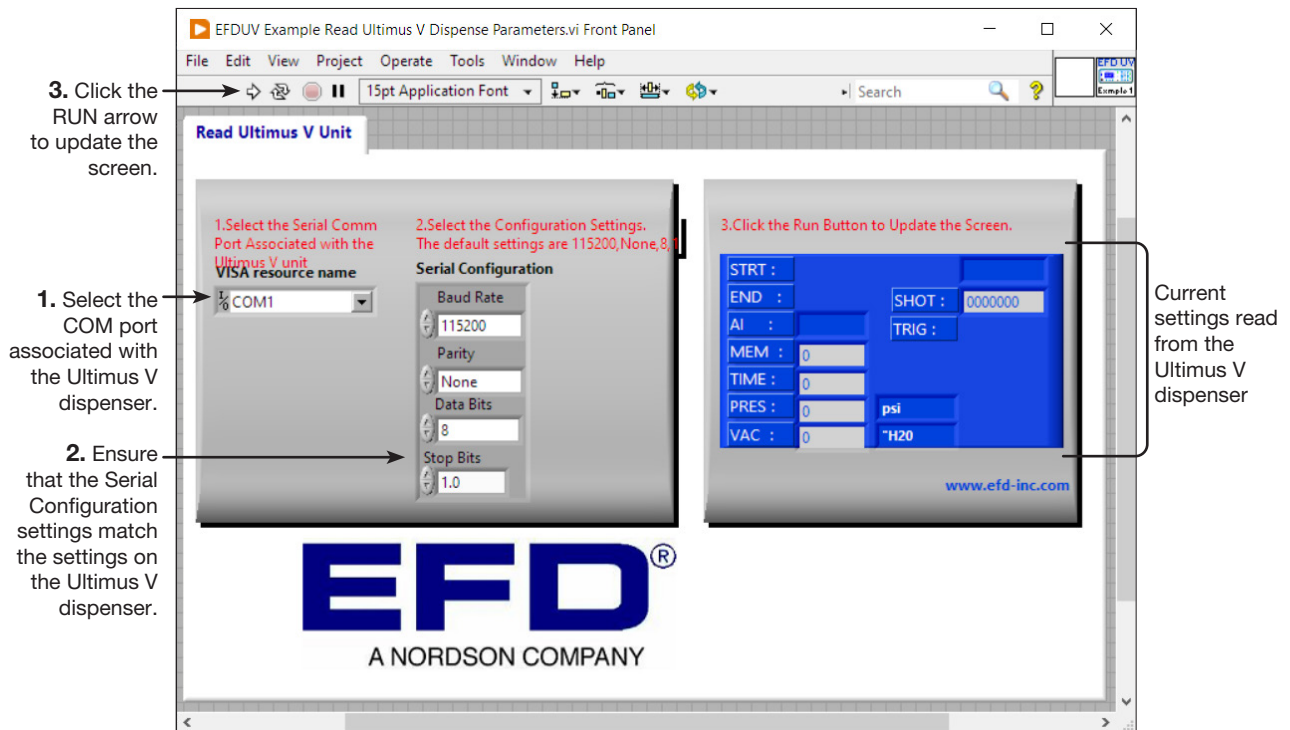 EFDUV Example Read Ultimus V Dispense Parameters.vi Front Panel
File Edit View Project Operate Tools Window Help
15pt Application Font
Search
EFD UV
Exmple 1
3. Click the
RUN arrow
to update the
screen.
Read Ultimus V Unit
1.Select the Serial Comm
Port Associated with the
Ultimus V unit
VISA resource name
COM1
2.Select the Configuration Settings.
The default settings are 115200,None,8,1
Serial Configuration
Baud Rate
115200
Parity
None
Data Bits
8
Stop Bits
1.0
3.Click the Run Button to Update the Screen.
STRT :
END :
SHOT : 0000000
AI :
TRIG :
MEM : 0
TIME : 0
PRES : 0 psi
VAC : 0 "H20
www.efd-inc.com
1. Select the
COM port
associated with
the Ultimus V
dispenser.
2. Ensure
that the Serial
Configuration
settings match
the settings on
the Ultimus V
dispenser.
Current
settings read
from the
Ultimus V
dispenser
EFD®
A NORDSON COMPANY